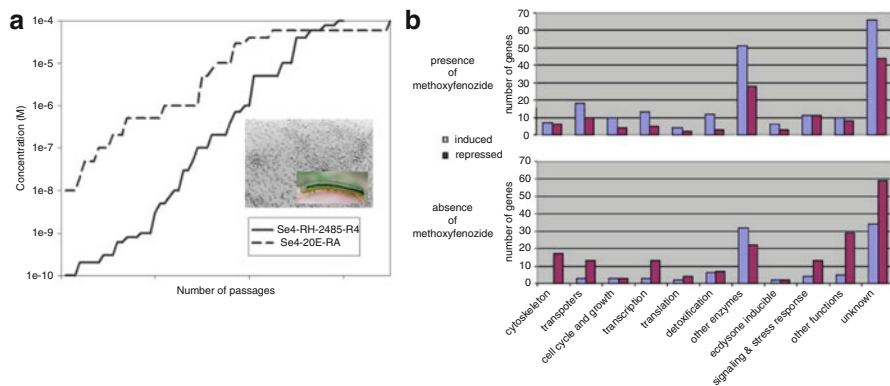 a
1e-4
1e-5
1e-6
1e-7
1e-8
1e-9
1e-10
Concentration (M)
Number of passages
Se4-RH-2485-R4
Se4-20E-RA
b
presence
of
methoxyfenozide
number of genes
70
60
50
40
30
20
10
0
induced
repressed
absence
of
methoxyfenozide
number of genes
70
60
50
40
30
20
10
0
cytoskeleton
transpoters
cell cycle and growth
transcription
translation
detoxification
other enzymes
ecdysone inducible
signaling & stress response
other functions
unknown